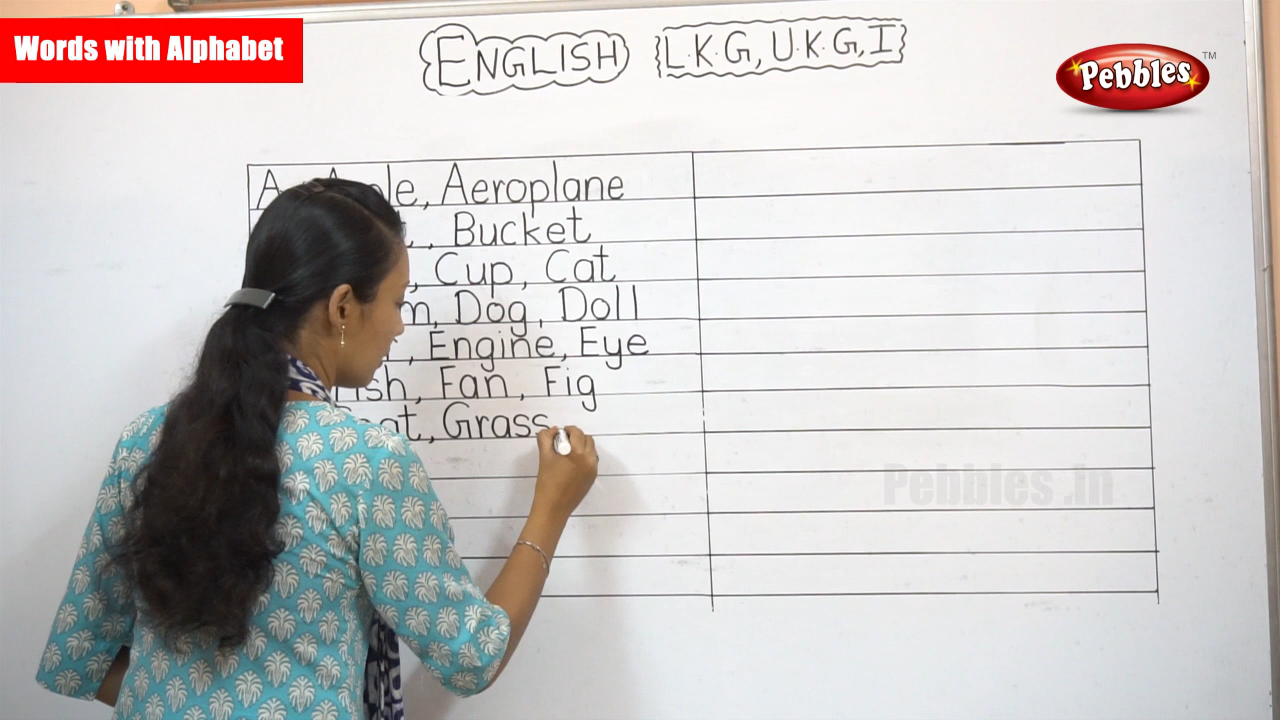 Words with Alphabet
ENGLISH L.K.G, U.K.G, I
Pebbles TM
A Aeroplane
Bucket
, Cup, Cat
, Dog, Doll
, Engine, Eye
Fish, Fan, Fig
, Grass
Pebbles .in